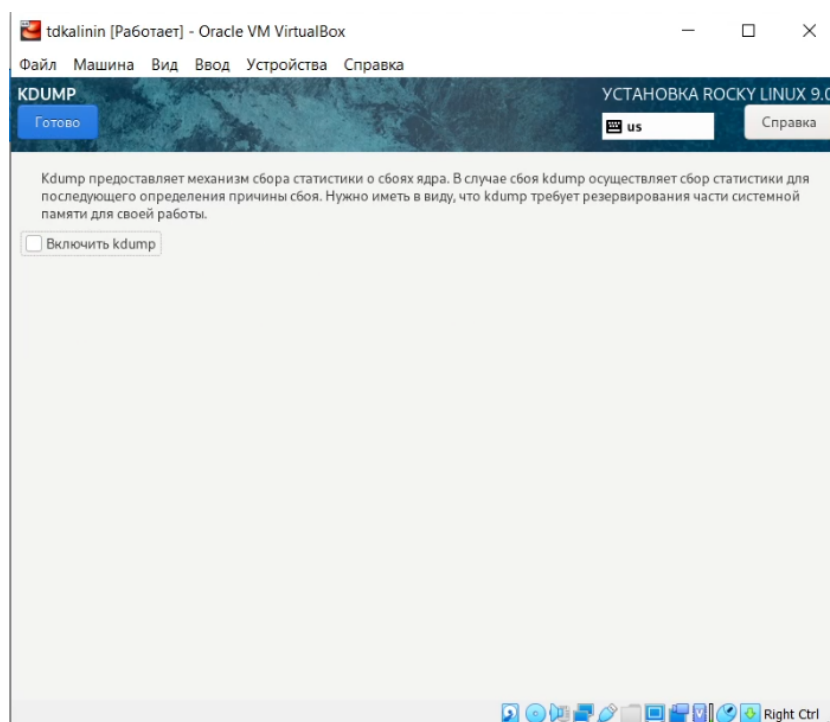 tdkalinin [Работает] - Oracle VM VirtualBox
Файл Машина Вид Ввод Устройства Справка
KDUMP
УСТАНОВКА ROCKY LINUX 9.0
Готово
us
Справка
Kdump предоставляет механизм сбора статистики о сбоях ядра. В случае сбоя kdump осуществляет сбор статистики для
последующего определения причины сбоя. Нужно иметь в виду, что kdump требует резервирования части системной
памяти для своей работы.
Включить kdump
Right Ctrl